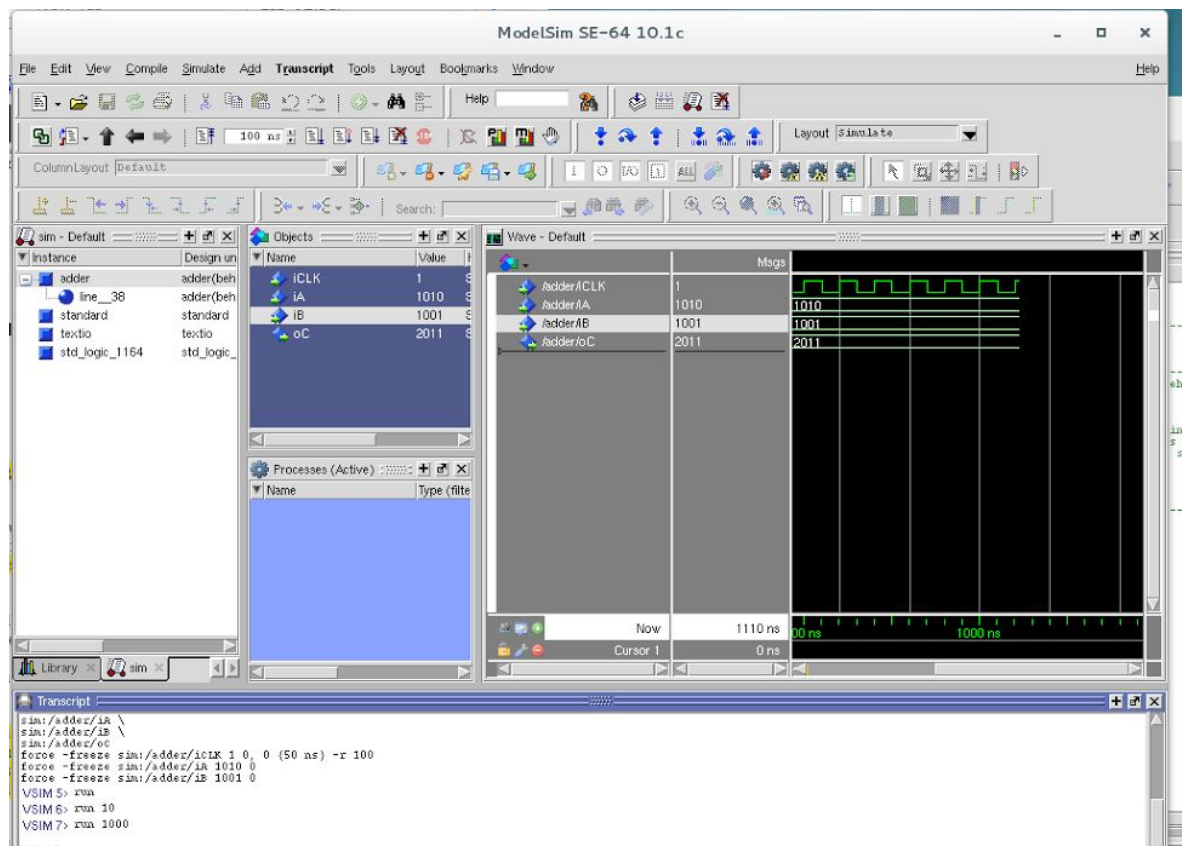 ModelSim SE-64 10.1c
File Edit View Compile Simulate Add Transcript Tools Layout Bookmarks Window Help
Help
100 ns Layout Simulate
ColumnLayout Default
Search:
sim - Default
Instance Design un
adder adder(beh
line__38 adder(beh
standard standard
textio textio
std_logic_1164 std_logic_
Library sim
Objects
Name Value
iCLK 1
iA 1010
iB 1001
oC 2011
Processes (Active)
Name Type (filte
Wave - Default
Msgs
/adder/iCLK 1
/adder/iA 1010 1010
/adder/iB 1001 1001
/adder/oC 2011 2011
Now 1110 ns 00 ns 1000 ns
Cursor 1 0 ns
Transcript
sim:/adder/iA \
sim:/adder/iB \
sim:/adder/oC
force -freeze sim:/adder/iCLK 1 0, 0 {50 ns} -r 100
force -freeze sim:/adder/iA 1010 0
force -freeze sim:/adder/iB 1001 0
VSIM 5> run
VSIM 6> run 10
VSIM 7> run 1000